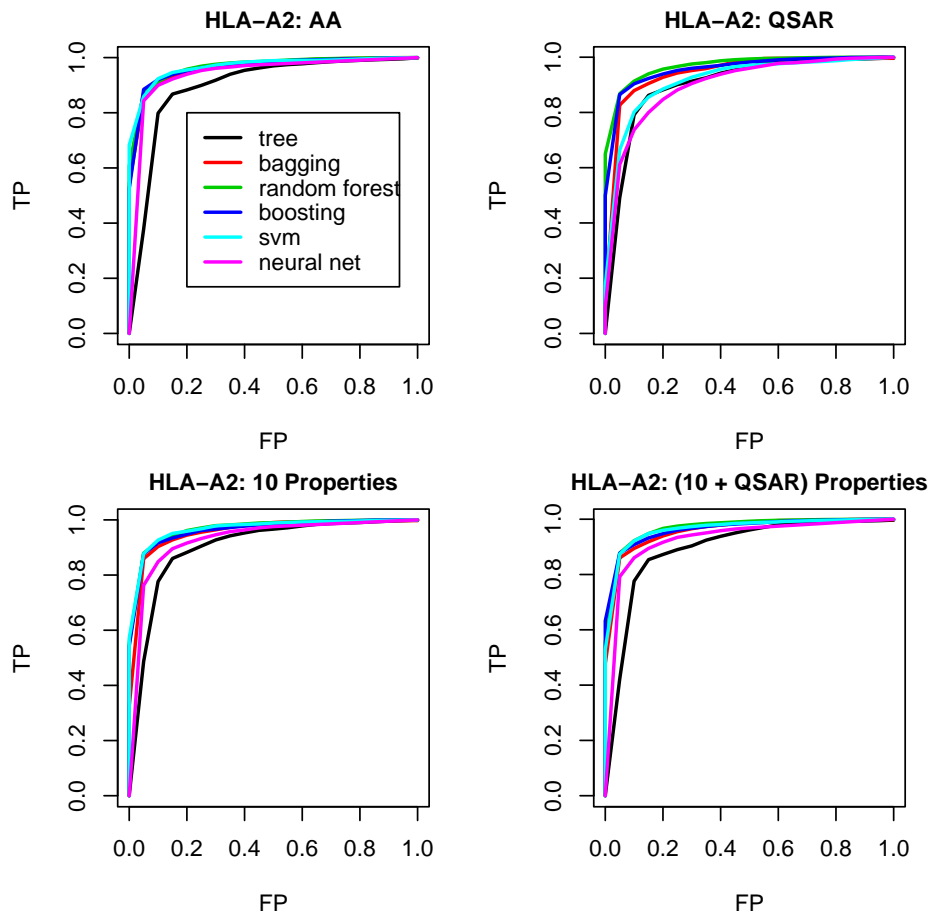 HLA−A2: AA
TP
0.0 0.2 0.4 0.6 0.8 1.0
tree
bagging
random forest
boosting
svm
neural net
0.0 0.2 0.4 0.6 0.8 1.0
FP
HLA−A2: QSAR
TP
0.0 0.2 0.4 0.6 0.8 1.0
0.0 0.2 0.4 0.6 0.8 1.0
FP
HLA−A2: 10 Properties
TP
0.0 0.2 0.4 0.6 0.8 1.0
0.0 0.2 0.4 0.6 0.8 1.0
FP
HLA−A2: (10 + QSAR) Properties
TP
0.0 0.2 0.4 0.6 0.8 1.0
0.0 0.2 0.4 0.6 0.8 1.0
FP